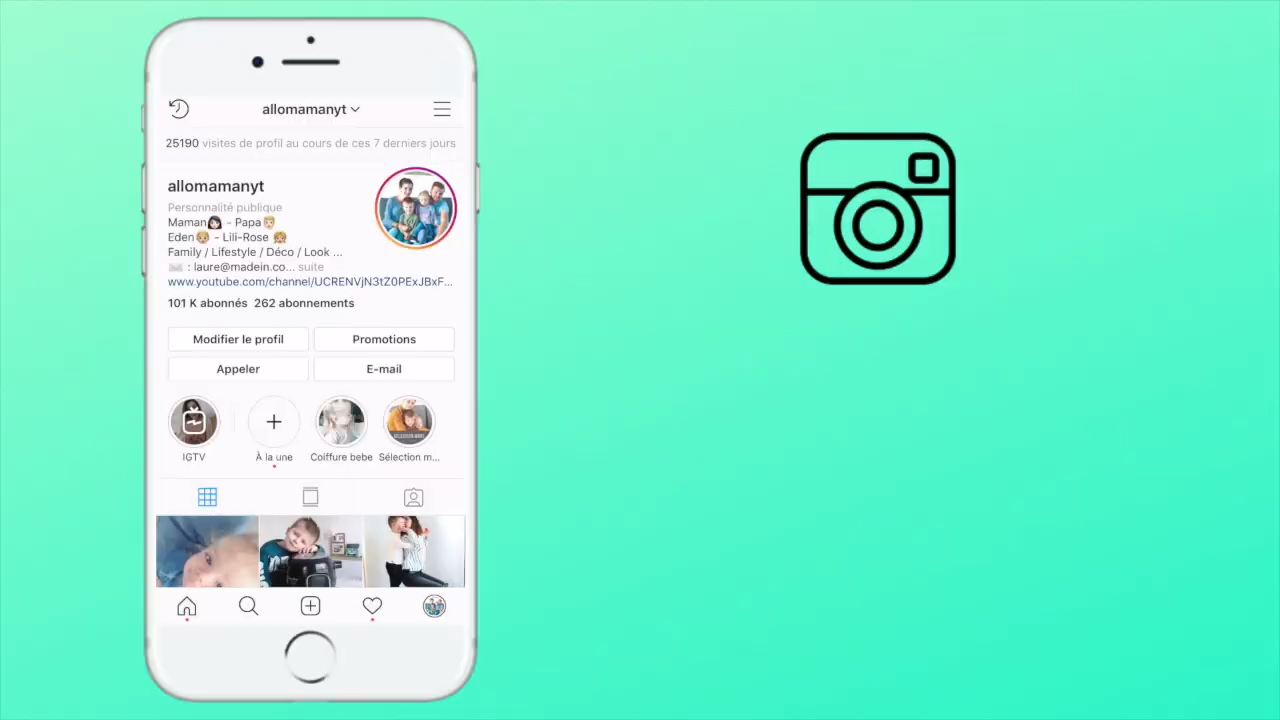 allomamanyt
25190 visites de profil au cours de ces 7 derniers jours
allomamanyt
Personnalité publique
Maman👩🏻 - Papa👨🏼
Eden👦🏼 - Lili-Rose 👧🏼
Family / Lifestyle / Déco / Look ...
✉️ : laure@madein.co... suite
www.youtube.com/channel/UCRENVjN3tZ0PExJBxF...
101 K abonnés 262 abonnements
Modifier le profil Promotions
Appeler E-mail
IGTV À la une Coiffure bebe Sélection m...